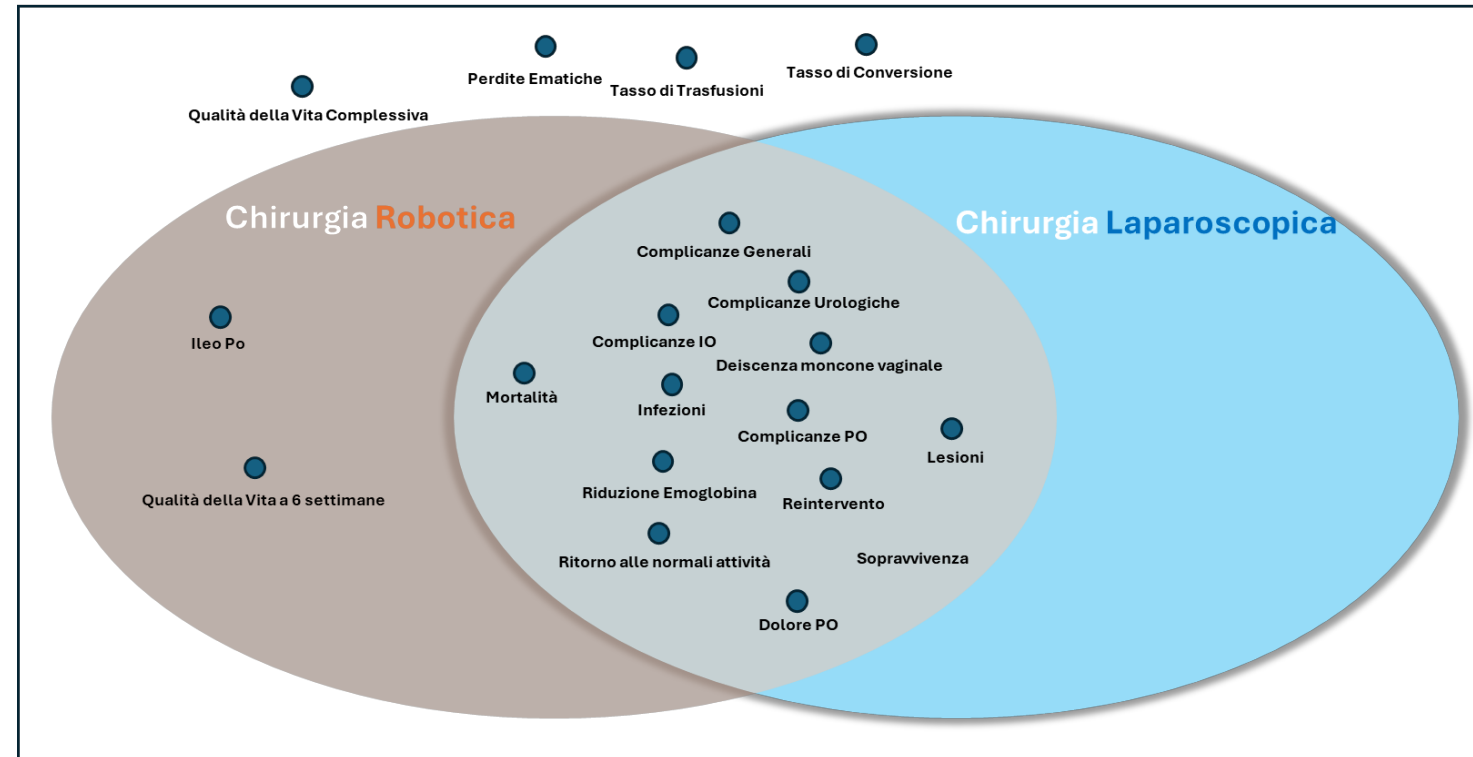 Perdite Ematiche
Tasso di Trasfusioni
Tasso di Conversione
Qualità della Vita Complessiva
Chirurgia Robotica
Chirurgia Laparoscopica
Complicanze Generali
Complicanze Urologiche
Ileo Po
Complicanze IO
Deiscenza moncone vaginale
Mortalità
Infezioni
Complicanze PO
Lesioni
Qualità della Vita a 6 settimane
Riduzione Emoglobina
Reintervento
Ritorno alle normali attività
Sopravvivenza
Dolore PO